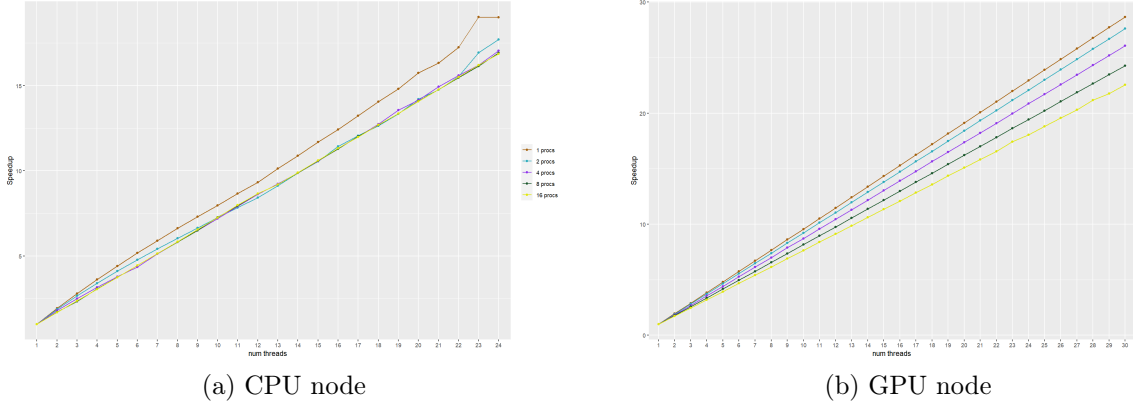 Speedup
15
10
5
1 2 3 4 5 6 7 8 9 10 11 12 13 14 15 16 17 18 19 20 21 22 23 24
num threads
1 procs
2 procs
4 procs
8 procs
16 procs
(a) CPU node
Speedup
30
20
10
0
1 2 3 4 5 6 7 8 9 10 11 12 13 14 15 16 17 18 19 20 21 22 23 24 25 26 27 28 29 30
num threads
(b) GPU node